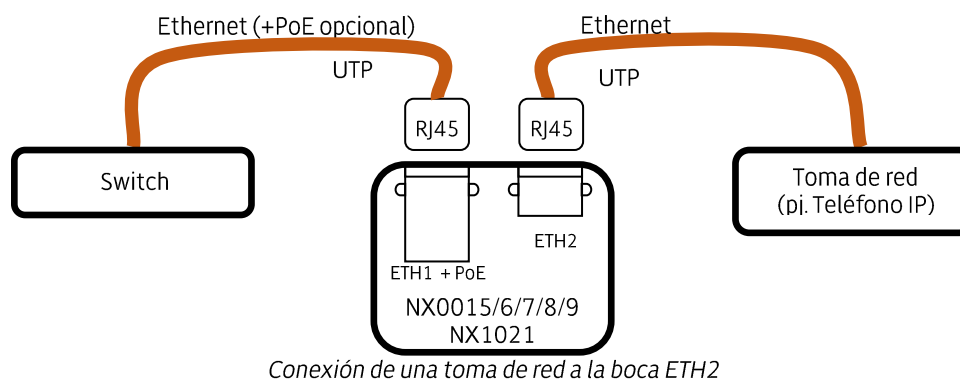 Ethernet (+PoE opcional)
Ethernet
UTP
UTP
RJ45
RJ45
Switch
Toma de red
(pj. Teléfono IP)
ETH2
ETH1 + PoE
NX0015/6/7/8/9
NX1021
Conexión de una toma de red a la boca ETH2